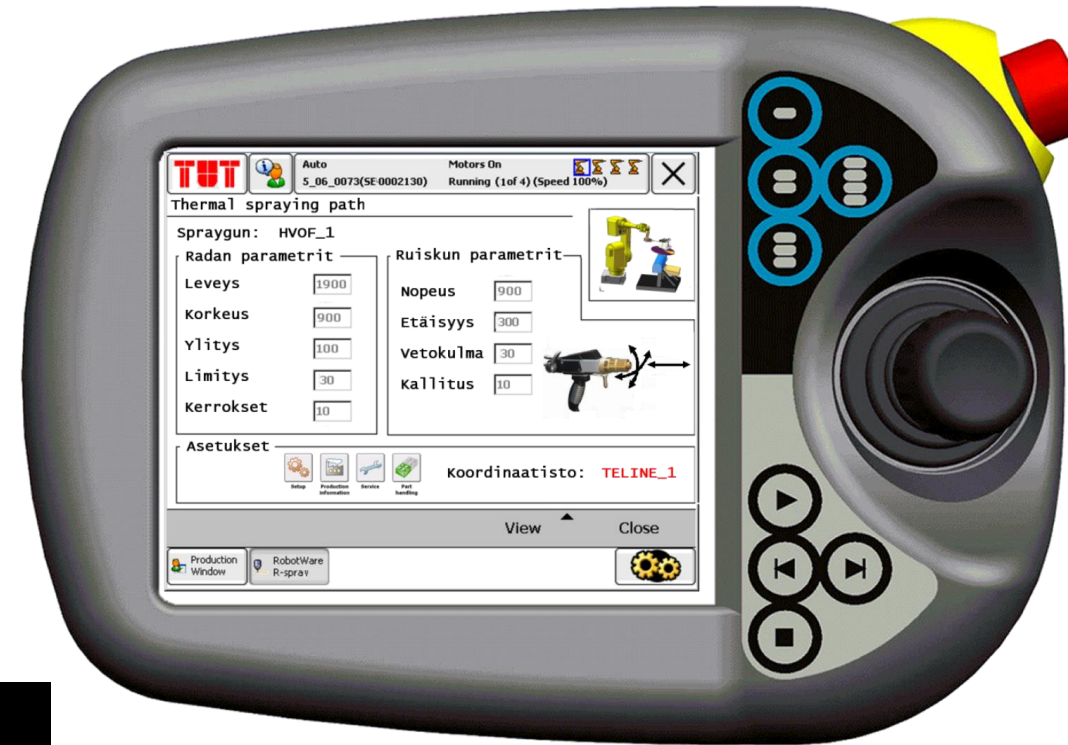 TUT
Auto
Motors On
5_06_0073(SE-0002130)
Running (1of 4) (Speed 100%)
Thermal spraying path
Spraygun: HVOF_1
Radan parametrit
Leveys 1900
Korkeus 900
Ylitys 100
Limitys 30
Kerrokset 10
Ruiskun parametrit
Nopeus 900
Etäisyys 300
Vetokulma 30
Kallitus 10
Asetukset
Setup
Production
information
Service
Part
handling
Koordinaatisto: TELINE_1
View
Close
Production
Window
RobotWare
R-spray